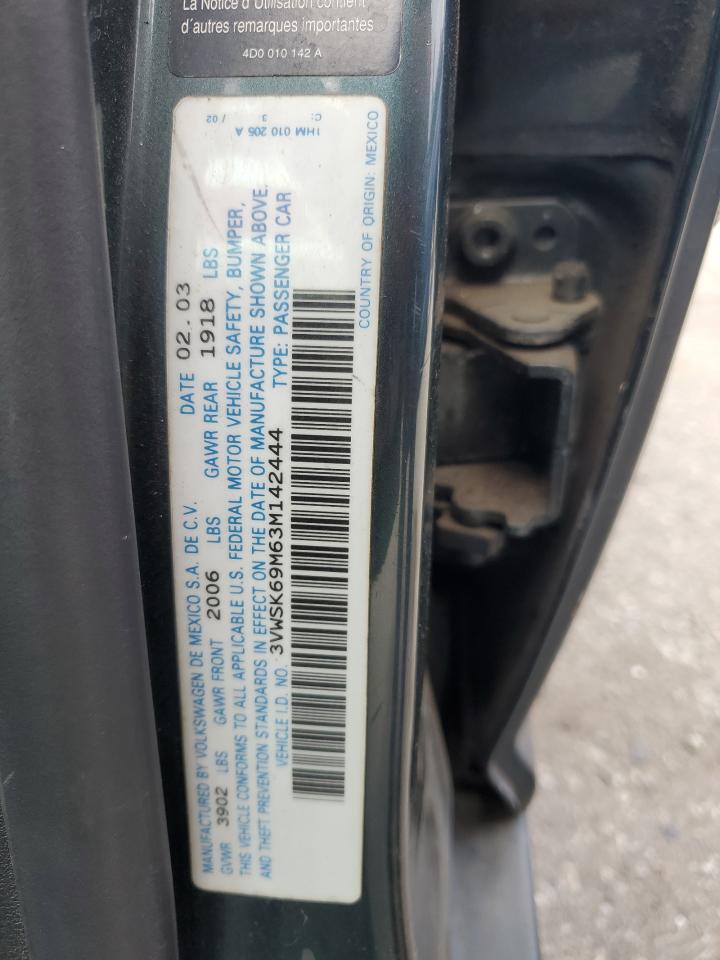 La Notice d'Utilisation contient
d'autres remarques importantes
4D0 010 142 A
MANUFACTURED BY VOLKSWAGEN DE MEXICO S.A. DE C.V. DATE 02.03
GVWR 3902 LBS GAWR FRONT 2006 LBS GAWR REAR 1918 LBS
THIS VEHICLE CONFORMS TO ALL APPLICABLE U.S. FEDERAL MOTOR VEHICLE SAFETY, BUMPER,
AND THEFT PREVENTION STANDARDS IN EFFECT ON THE DATE OF MANUFACTURE SHOWN ABOVE.
VEHICLE I.D. NO. 3VWSK69M63M142444 TYPE: PASSENGER CAR
COUNTRY OF ORIGIN: MEXICO
1HM 010 205 A
C: 3 / 02